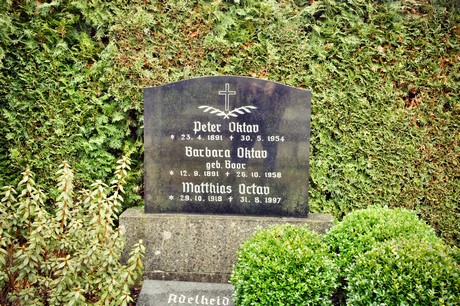 Peter Oktav
* 23.4.1891 + 30.5.1954
Barbara Oktav
geb. Boor
* 12.9.1891 + 26.10.1958
Matthias Octav
* 29.10.1918 + 31.8.1997
Adelheid